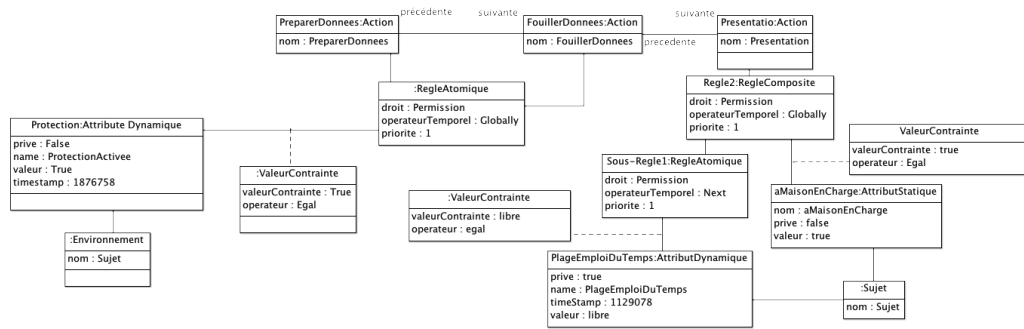 PreparerDonnees:Action
nom : PreparerDonnees
précédente
suivante
FouillerDonnees:Action
nom : FouillerDonnees
suivante
precedente
Presentatio:Action
nom : Presentation
:RegleAtomique
droit : Permission
operateurTemporel : Globally
priorite : 1
Regle2:RegleComposite
droit : Permission
operateurTemporel : Globally
priorite : 1
Protection:Attribute Dynamique
prive : False
name : ProtectionActivee
valeur : True
timestamp : 1876758
:ValeurContrainte
valeurContrainte : True
operateur : Egal
Sous-Regle1:RegleAtomique
droit : Permission
operateurTemporel : Next
priorite : 1
ValeurContrainte
valeurContrainte : true
operateur : Egal
:ValeurContrainte
valeurContrainte : libre
operateur : egal
aMaisonEnCharge:AttributStatique
nom : aMaisonEnCharge
prive : false
valeur : true
:Environnement
nom : Sujet
PlageEmploiDuTemps:AttributDynamique
prive : true
name : PlageEmploiDuTemps
timeStamp : 1129078
valeur : libre
:Sujet
nom : Sujet